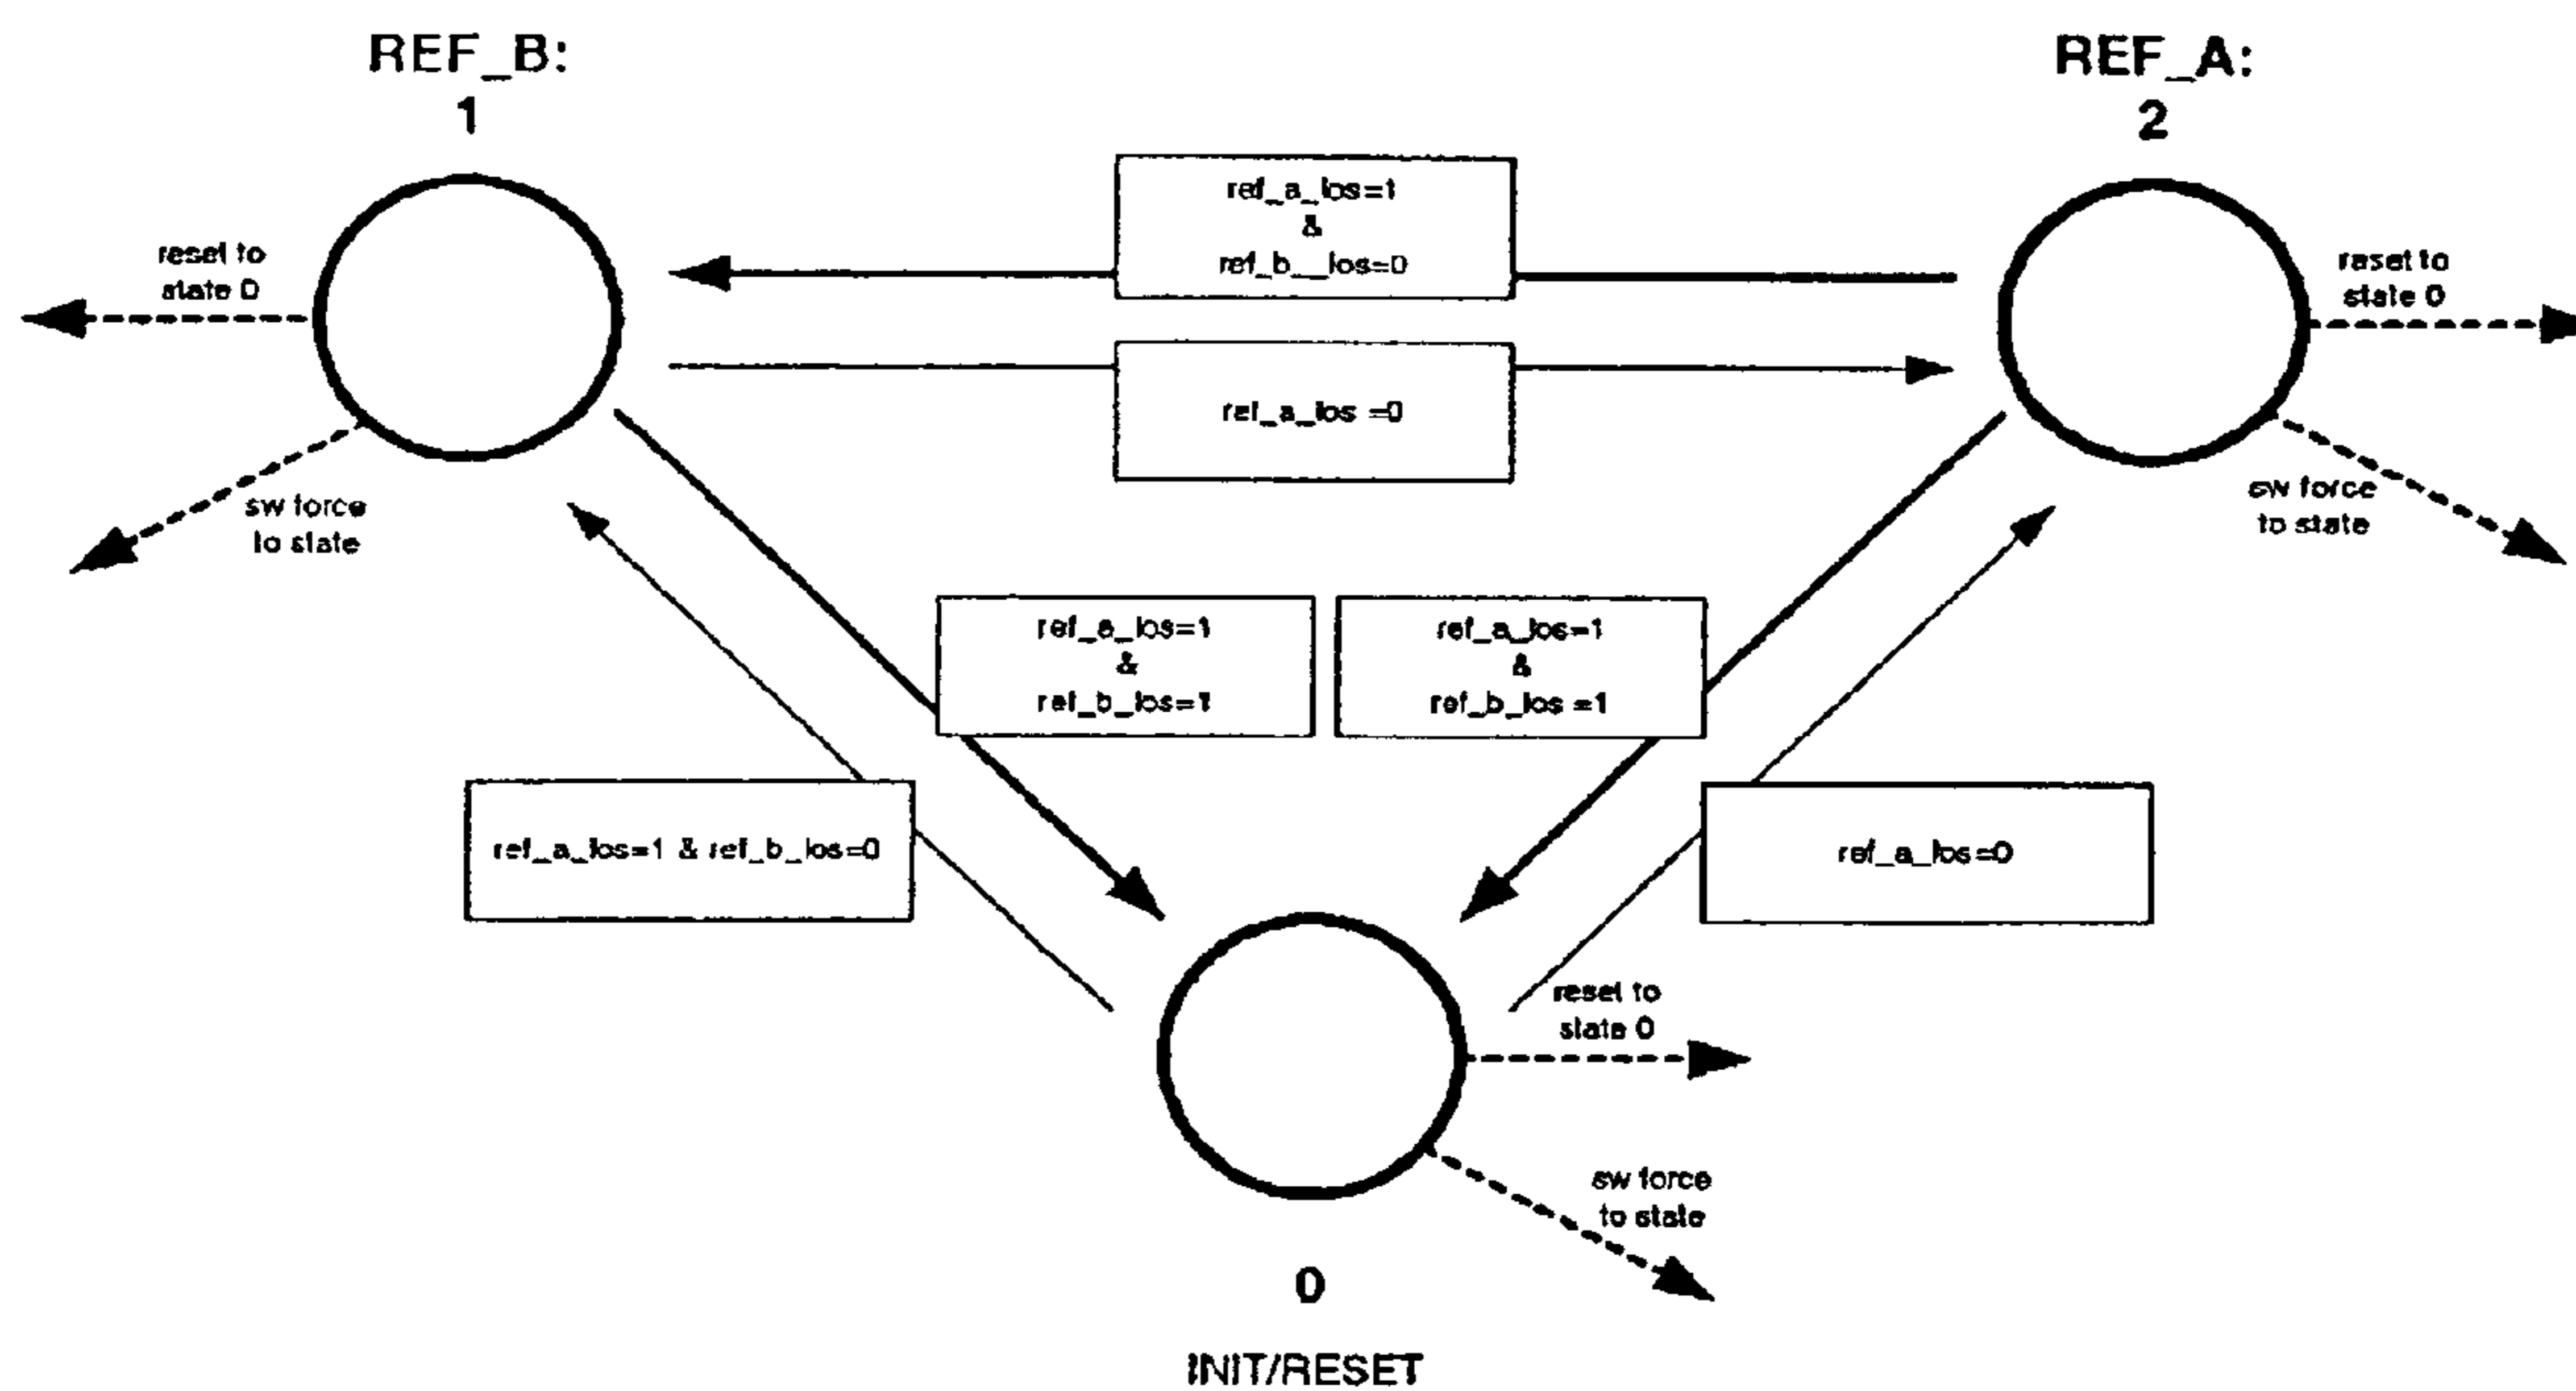 REF_B:
1
REF_A:
2
ref_a_los=1
&
ref_b__los=0
reset to
state 0
reset to
state 0
ref_a_los =0
sw force
to state
sw force
to state
ref_a_los=1
&
ref_b_los=1
ref_a_los=1
&
ref_b_los =1
ref_a_los=1 & ref_b_los=0
ref_a_los=0
reset to
state 0
sw force
to state
0
INIT/RESET